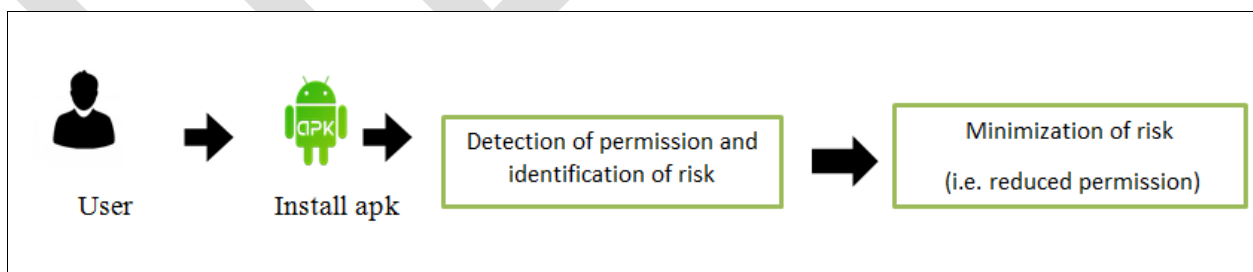 User
APK
Install apk
Detection of permission and
identification of risk
Minimization of risk
(i.e. reduced permission)